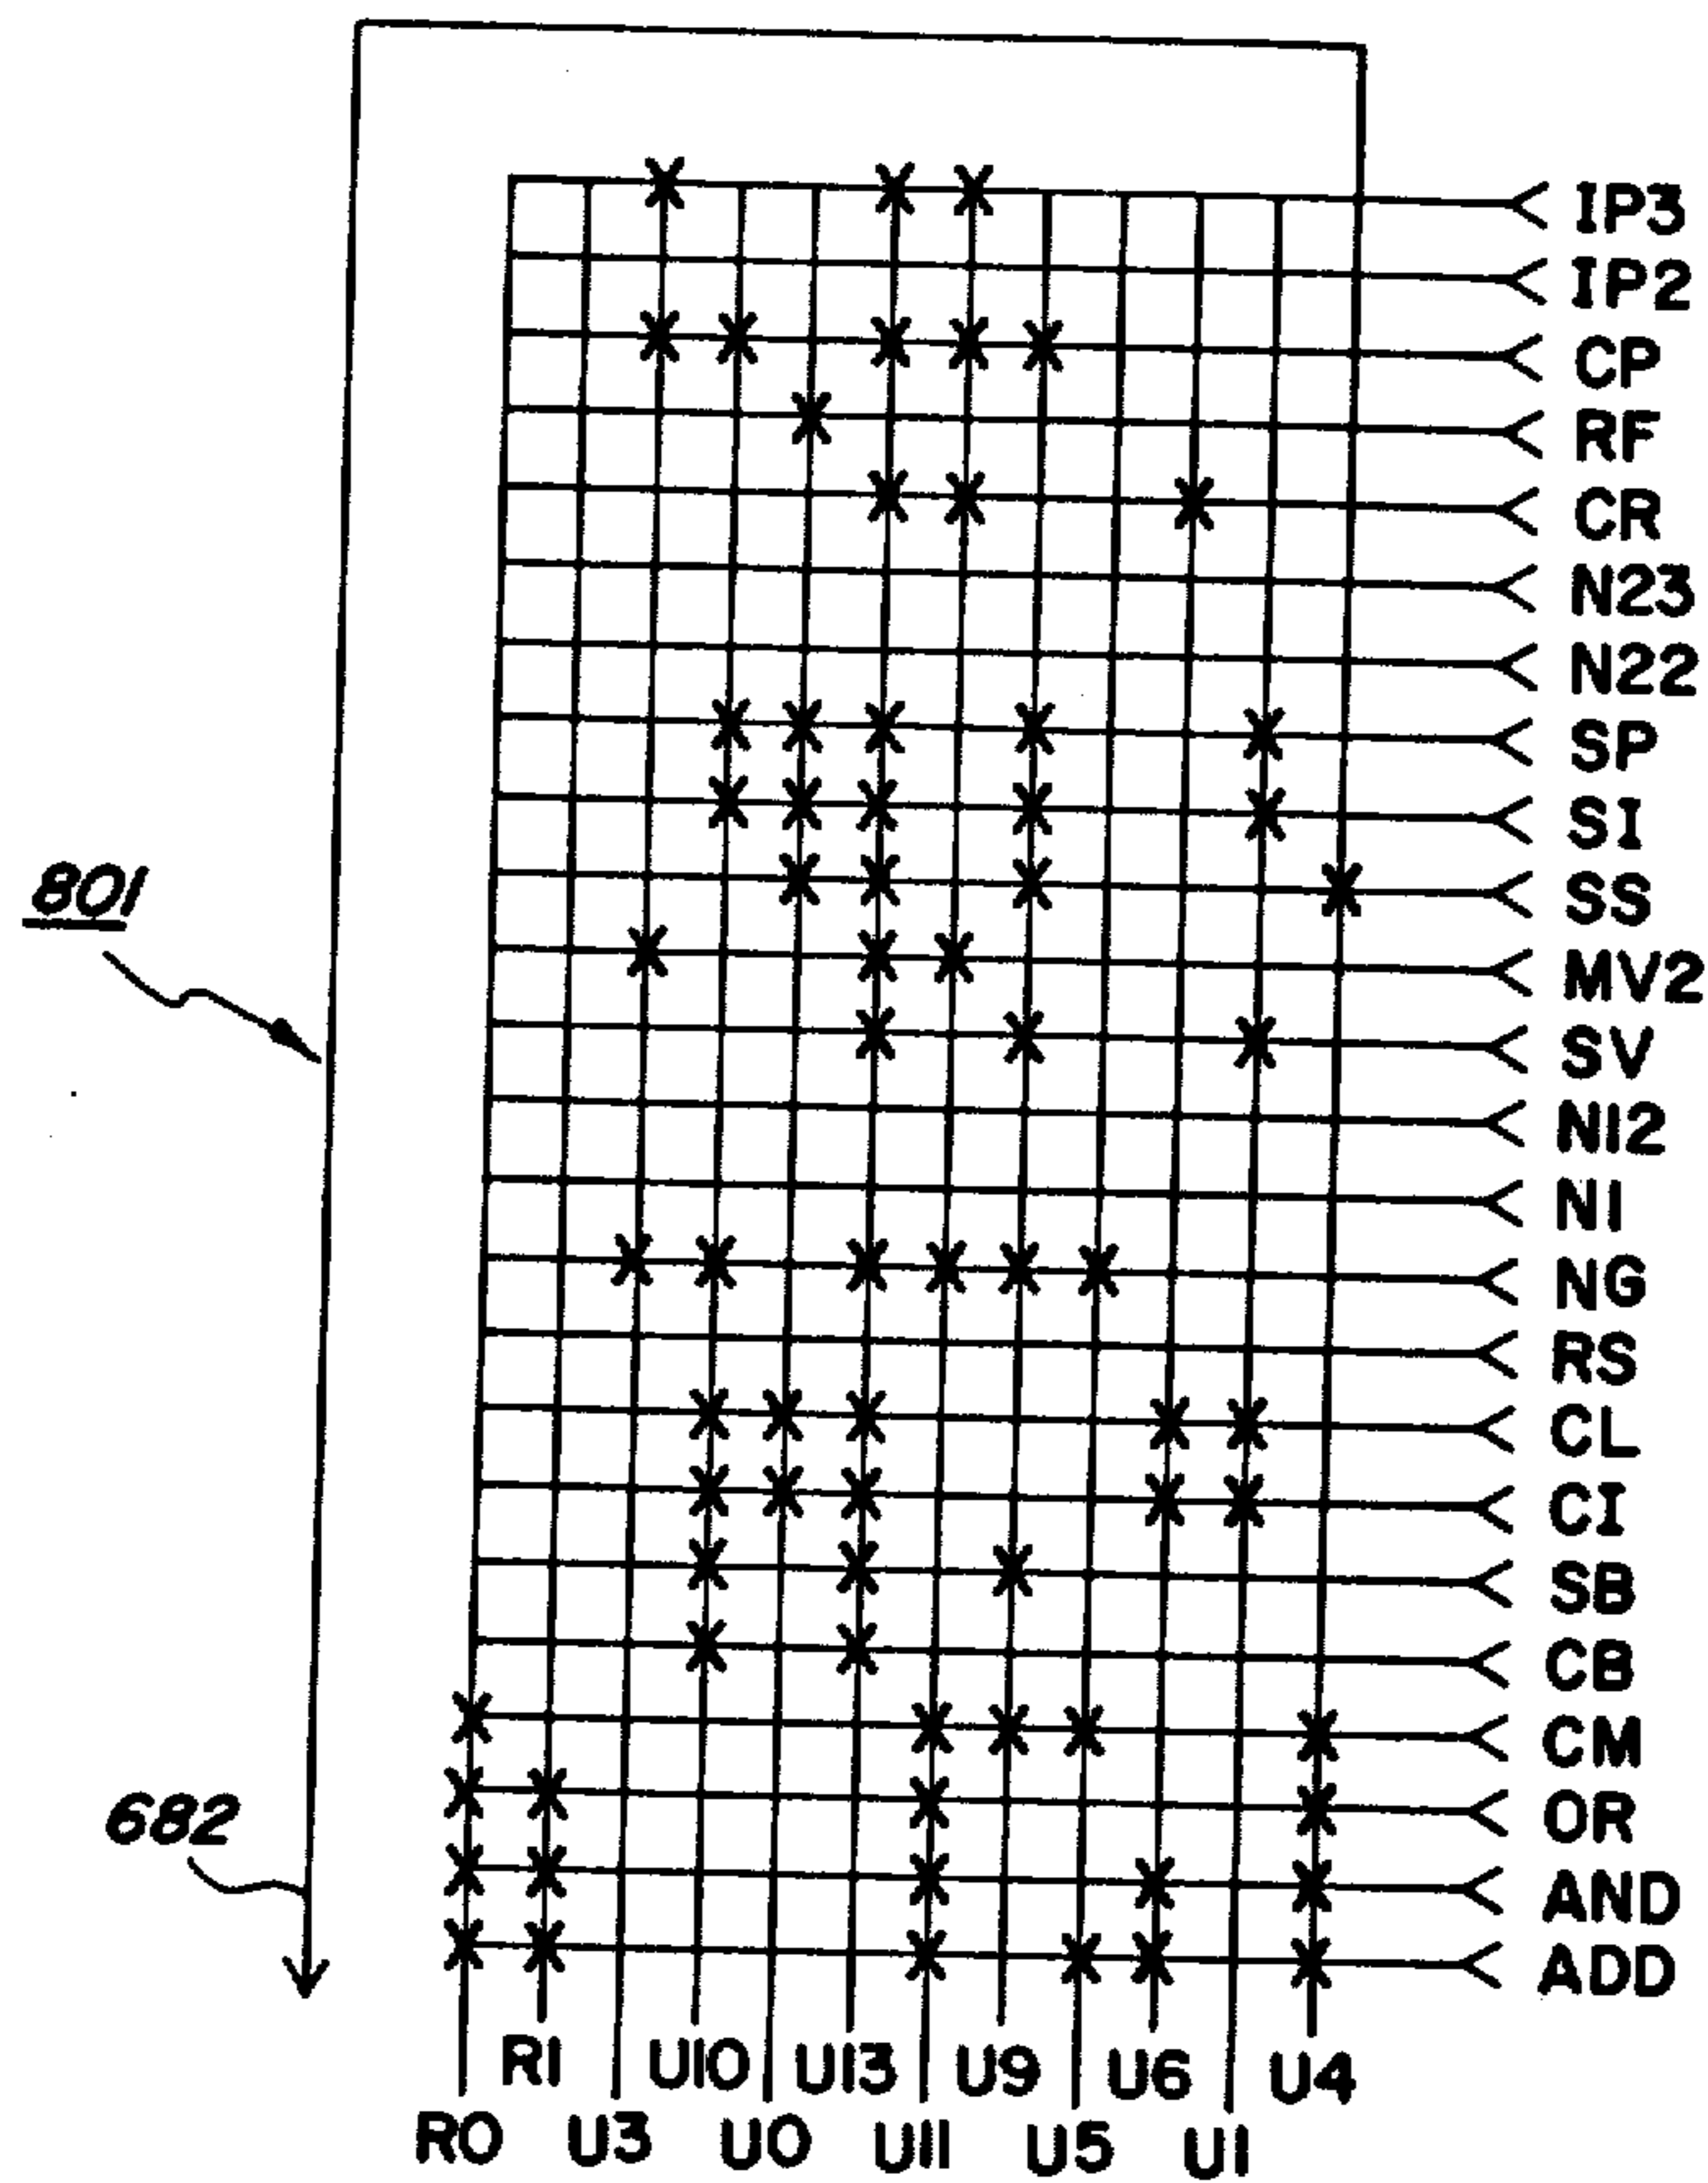 IP3
IP2
CP
RF
CR
N23
N22
SP
SI
SS
801
MV2
SV
N12
N1
NG
RS
CL
CI
SB
CB
CM
OR
682
AND
ADD
R1 U10 U13 U9 U6 U4
R0 U3 U0 U11 U5 U1